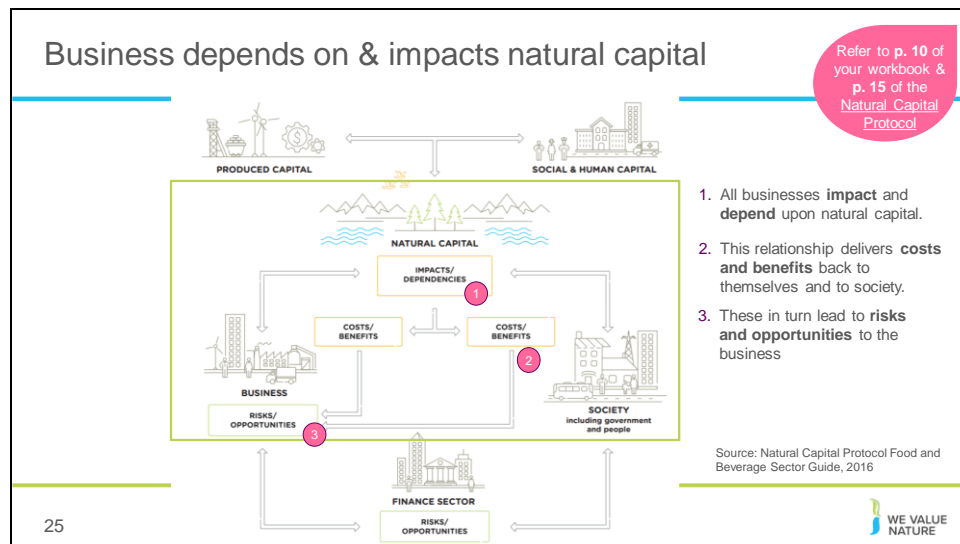 Business depends on & impacts natural capital
Refer to p. 10 of
your workbook &
p. 15 of the
Natural Capital
Protocol
PRODUCED CAPITAL
SOCIAL & HUMAN CAPITAL
NATURAL CAPITAL
IMPACTS/
DEPENDENCIES
1
COSTS/
BENEFITS
COSTS/
BENEFITS
2
BUSINESS
RISKS/
OPPORTUNITIES
3
SOCIETY
including government
and people
FINANCE SECTOR
RISKS/
OPPORTUNITIES
1. All businesses impact and
depend upon natural capital.
2. This relationship delivers costs
and benefits back to
themselves and to society.
3. These in turn lead to risks
and opportunities to the
business
Source: Natural Capital Protocol Food and
Beverage Sector Guide, 2016
25
WE VALUE
NATURE